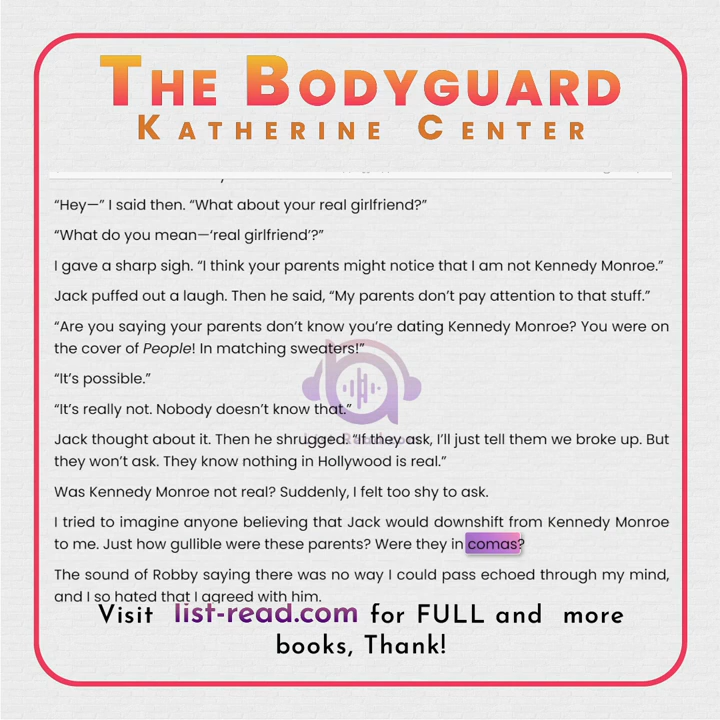 THE BODYGUARD
KATHERINE CENTER
“Hey—” I said then. “What about your real girlfriend?”
“What do you mean—‘real girlfriend’?”
I gave a sharp sigh. “I think your parents might notice that I am not Kennedy Monroe.”
Jack puffed out a laugh. Then he said, “My parents don’t pay attention to that stuff.”
“Are you saying your parents don’t know you’re dating Kennedy Monroe? You were on
the cover of People! In matching sweaters!”
“It’s possible.”
“It’s really not. Nobody doesn’t know that.”
Jack thought about it. Then he shrugged. “If they ask, I’ll just tell them we broke up. But
they won’t ask. They know nothing in Hollywood is real.”
Was Kennedy Monroe not real? Suddenly, I felt too shy to ask.
I tried to imagine anyone believing that Jack would downshift from Kennedy Monroe
to me. Just how gullible were these parents? Were they in comas?
The sound of Robby saying there was no way I could pass echoed through my mind,
and I so hated that I agreed with him.
Visit list-read.com for FULL and more
books, Thank!